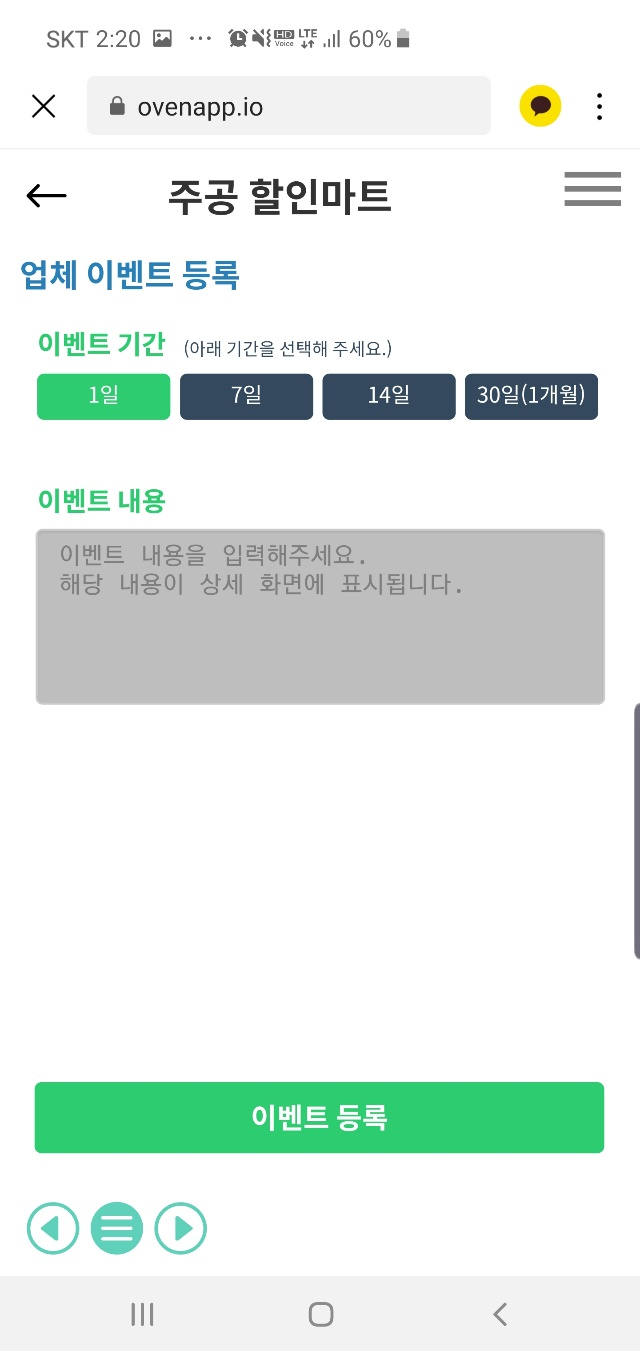 SKT 2:20 ... HD Voice LTE 60%
ovenapp.io
주공 할인마트
업체 이벤트 등록
이벤트 기간 (아래 기간을 선택해 주세요.)
1일 7일 14일 30일(1개월)
이벤트 내용
이벤트 내용을 입력해주세요.
해당 내용이 상세 화면에 표시됩니다.
이벤트 등록